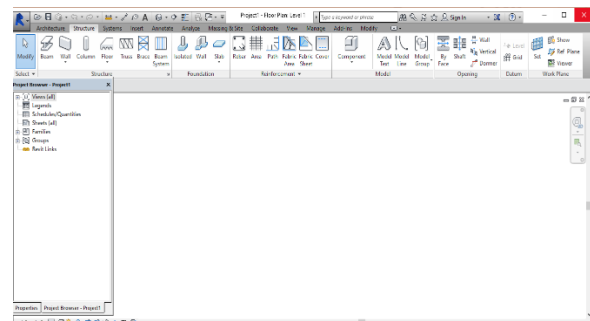 Project1 - Floor Plan: Level 1
Type a keyword or phrase
Sign In
Architecture Structure Systems Insert Annotate Analyze Massing & Site Collaborate View Manage Add-Ins Modify
Modify Beam Wall Column Floor Truss Brace Beam System Isolated Wall Slab Rebar Area Path Fabric Area Fabric Sheet Cover Component Model Text Model Line Model Group By Face Shaft Wall Vertical Dormer Level Grid Set Show Ref Plane Viewer
Select Structure Foundation Reinforcement Model Opening Datum Work Plane
Project Browser - Project1
Views (all)
Legends
Schedules/Quantities
Sheets (all)
Families
Groups
Revit Links
Properties Project Browser - Project1